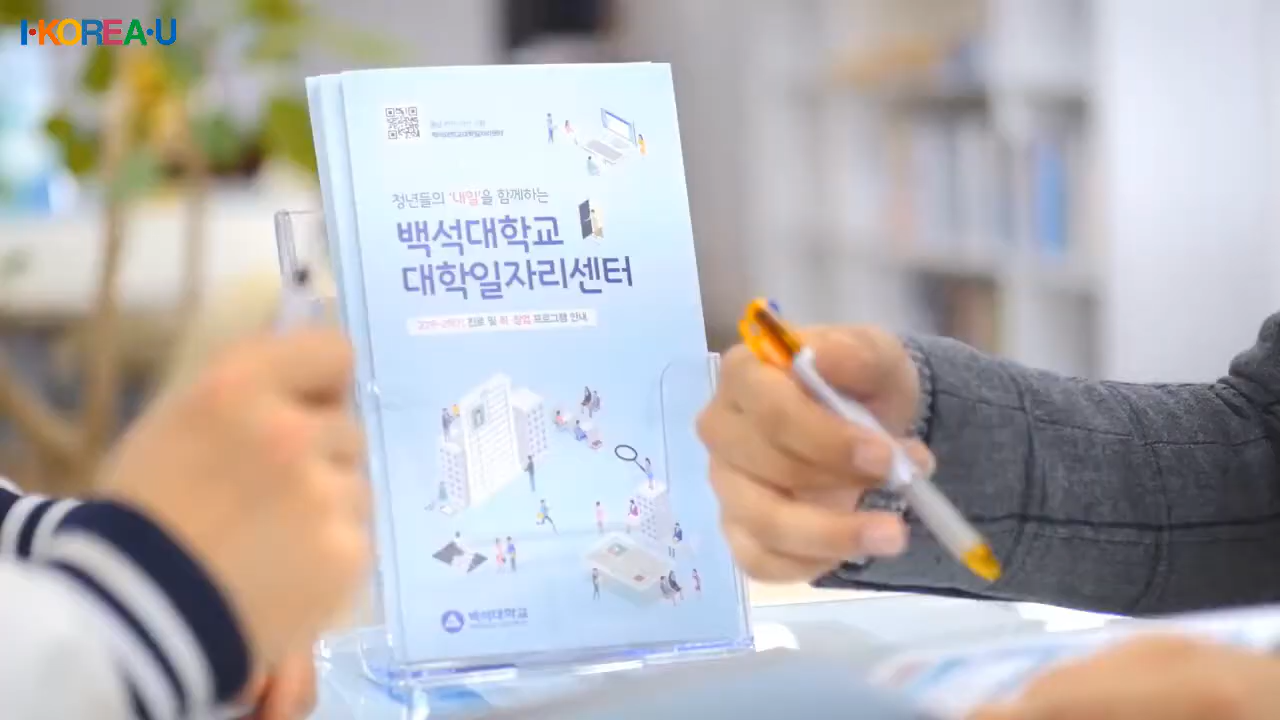 I·KOREA·U
청년들의 '내일'을 함께하는
백석대학교
대학일자리센터
진로 및 취·창업 프로그램 안내
백석대학교